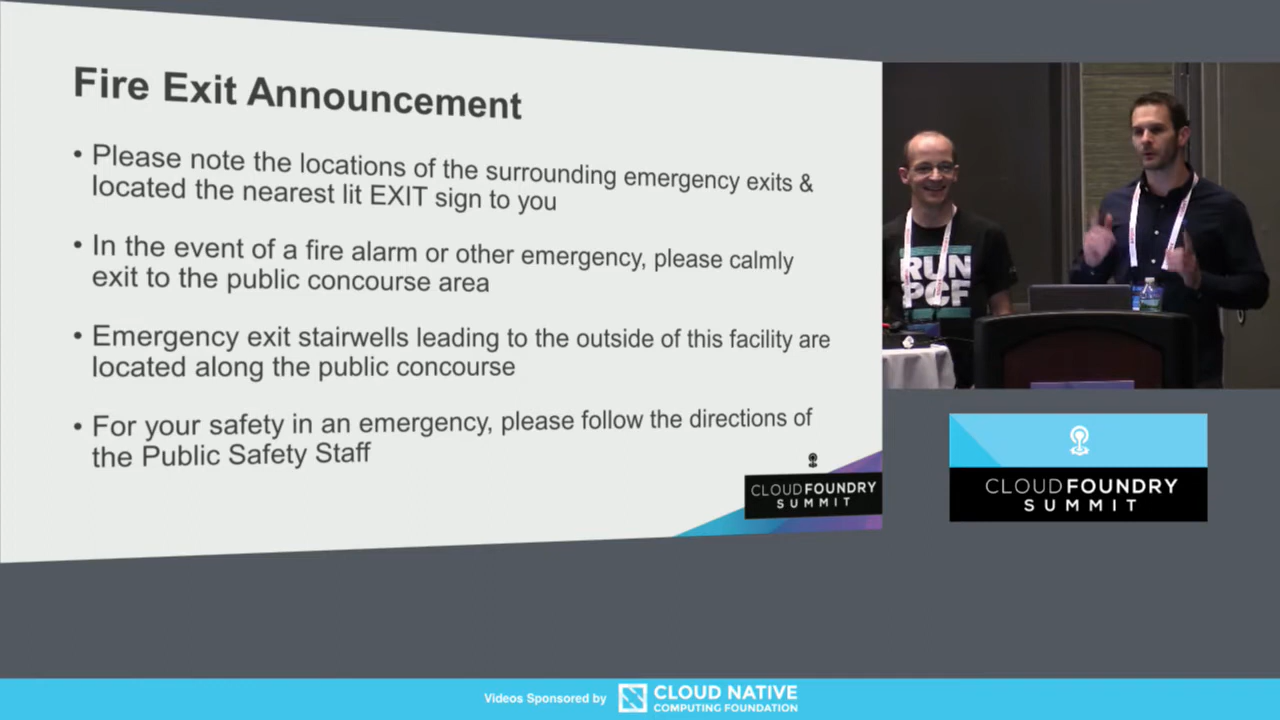 Fire Exit Announcement
• Please note the locations of the surrounding emergency exits &
located the nearest lit EXIT sign to you
• In the event of a fire alarm or other emergency, please calmly
exit to the public concourse area
• Emergency exit stairwells leading to the outside of this facility are
located along the public concourse
• For your safety in an emergency, please follow the directions of
the Public Safety Staff
CLOUDFOUNDRY
SUMMIT
RUN
PCF
CLOUDFOUNDRY
SUMMIT
Videos Sponsored by
CLOUD NATIVE
COMPUTING FOUNDATION